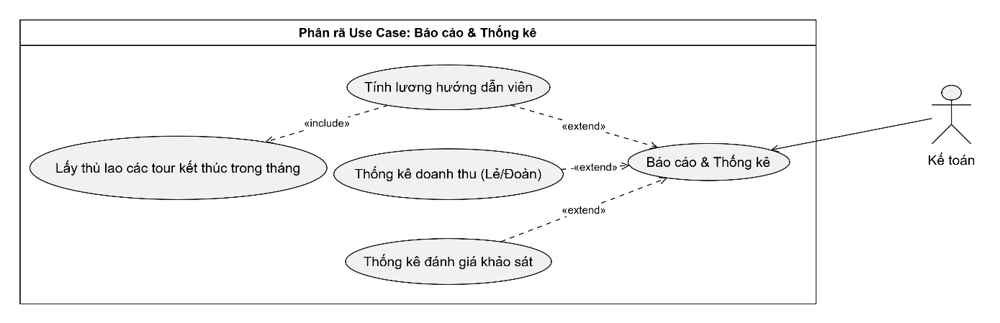 Phân rã Use Case: Báo cáo & Thống kê
Tính lương hướng dẫn viên
«include»
«extend»
Lấy thù lao các tour kết thúc trong tháng
Thống kê doanh thu (Lẻ/Đoàn)
«extend»
Báo cáo & Thống kê
Kế toán
«extend»
Thống kê đánh giá khảo sát